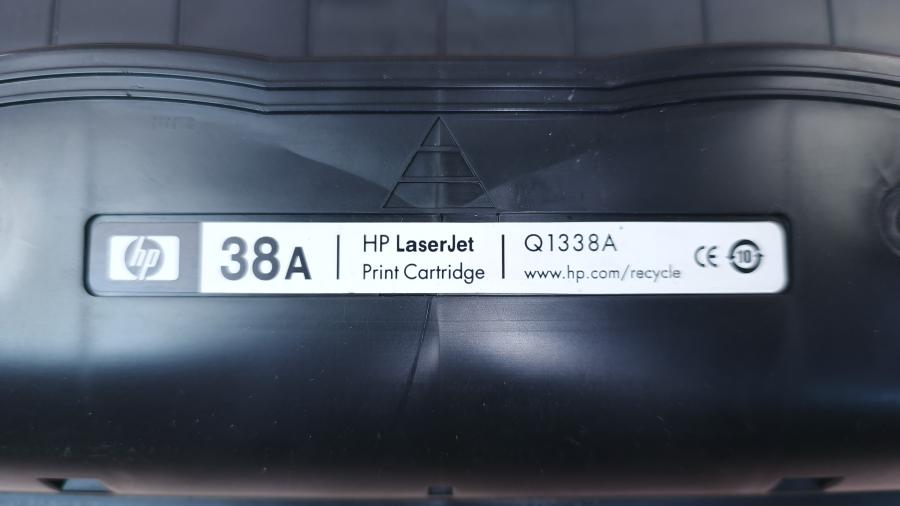 hp
38A
HP LaserJet
Print Cartridge
Q1338A
www.hp.com/recycle
CE
10